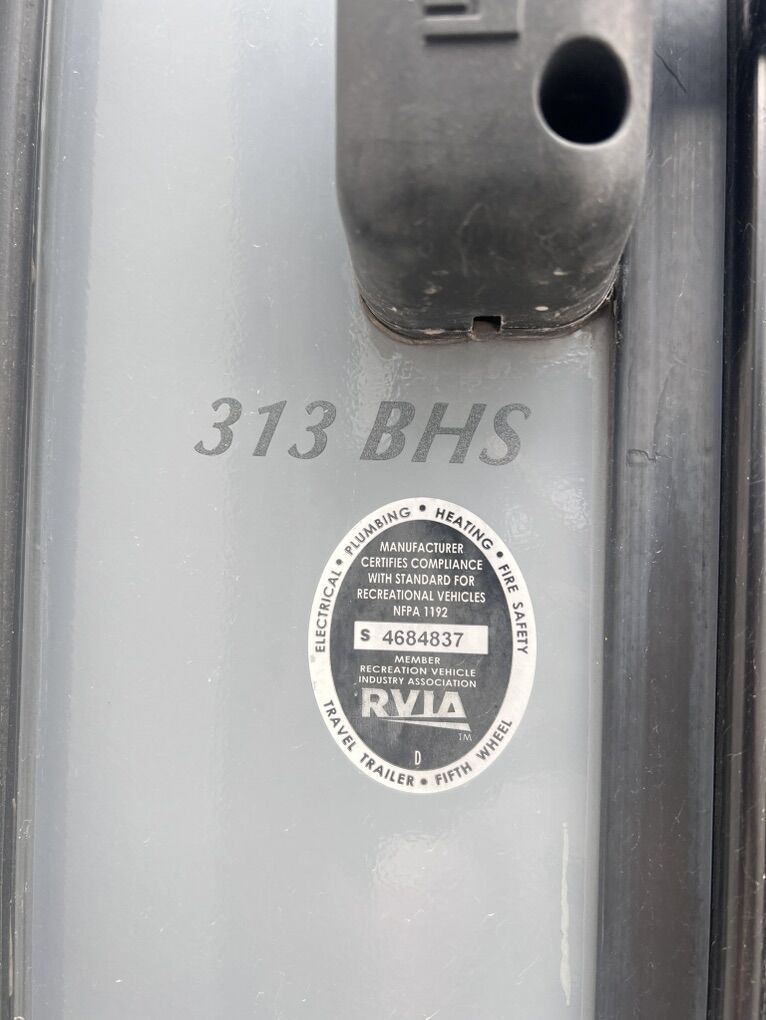 313 BHS
ELECTRICAL • PLUMBING • HEATING • FIRE SAFETY
MANUFACTURER
CERTIFIES COMPLIANCE
WITH STANDARD FOR
RECREATIONAL VEHICLES
NFPA 1192
S 4684837
MEMBER
RECREATION VEHICLE
INDUSTRY ASSOCIATION
RVIA
TM
D
TRAVEL TRAILER • FIFTH WHEEL